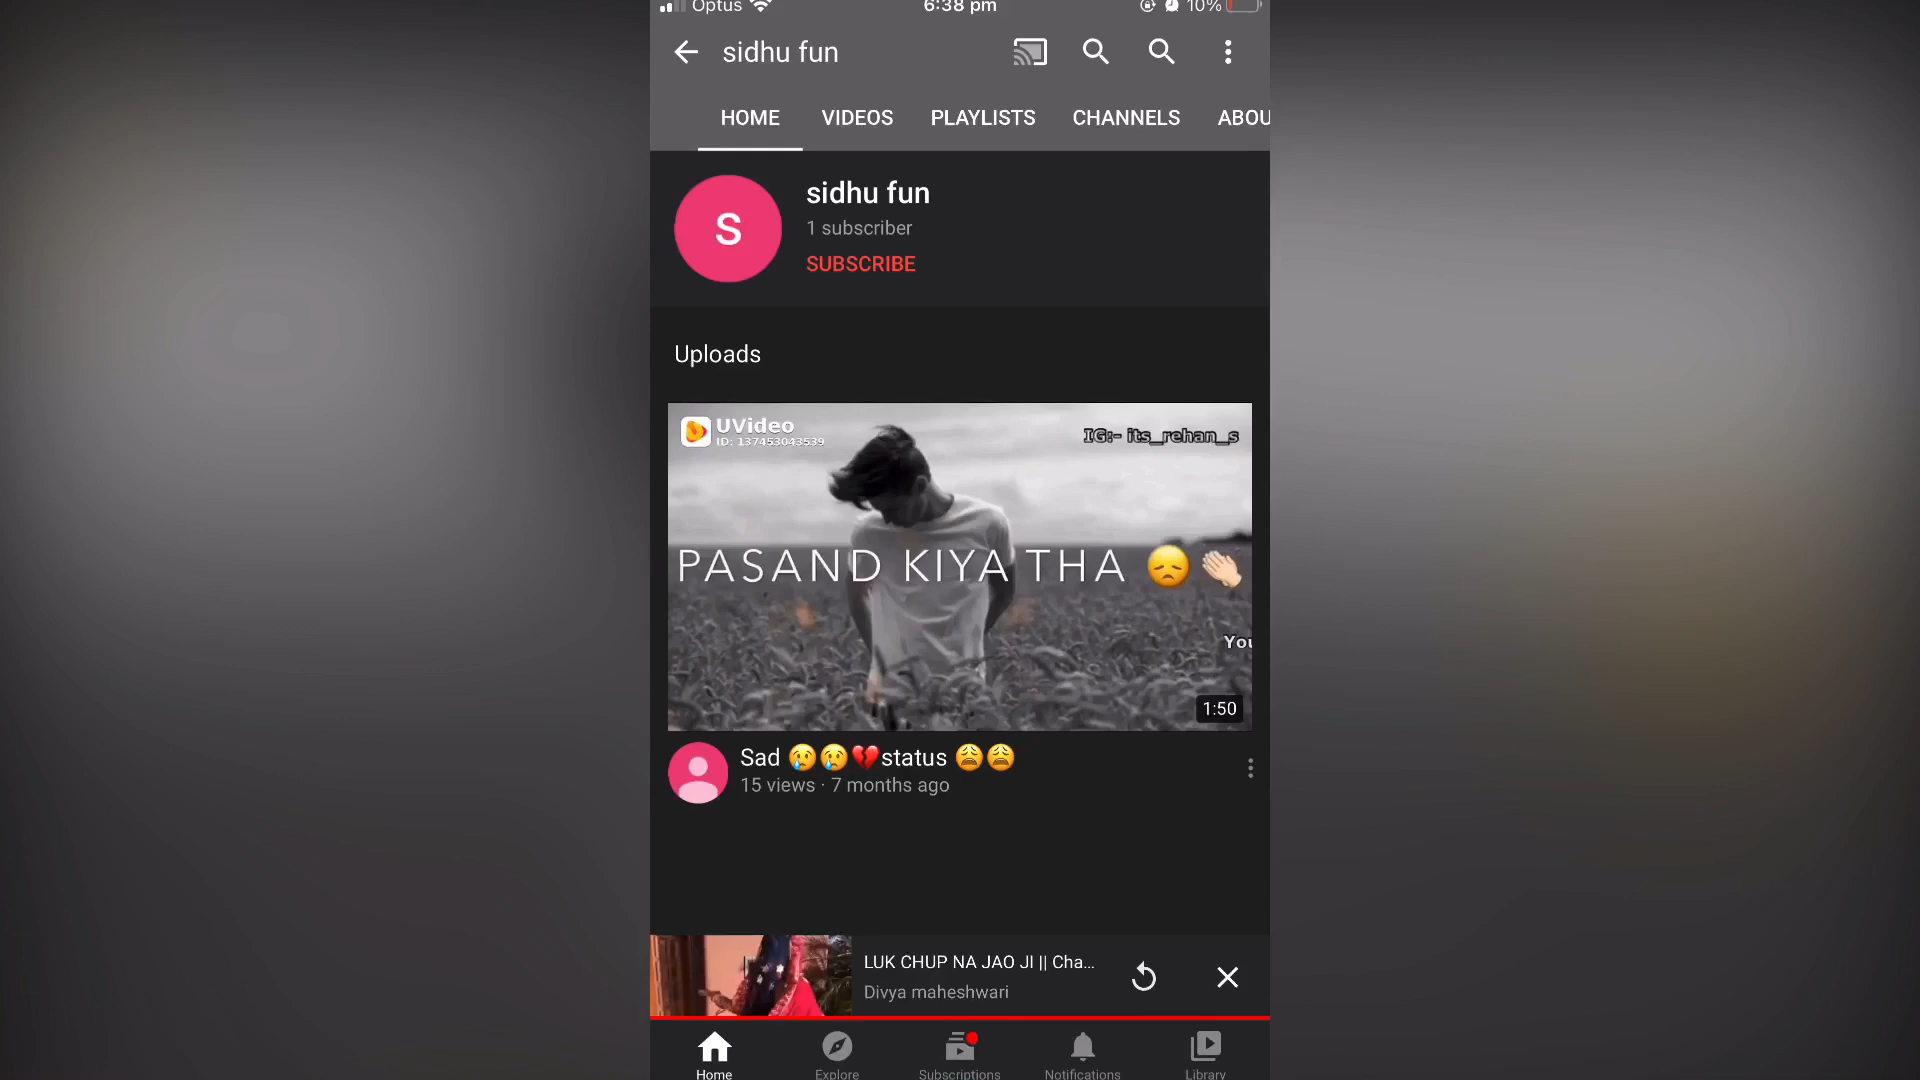 Optus 6:38 pm 10%
sidhu fun
HOME VIDEOS PLAYLISTS CHANNELS ABOU
S
sidhu fun
1 subscriber
SUBSCRIBE
Uploads
UVideo
ID: 137453043539
IG:- its_rehan_s
PASAND KIYA THA 😞👏🏻
You
1:50
Sad 😢😢💔status 😩😩
15 views · 7 months ago
LUK CHUP NA JAO JI || Cha...
Divya maheshwari
Home Explore Subscriptions Notifications Library